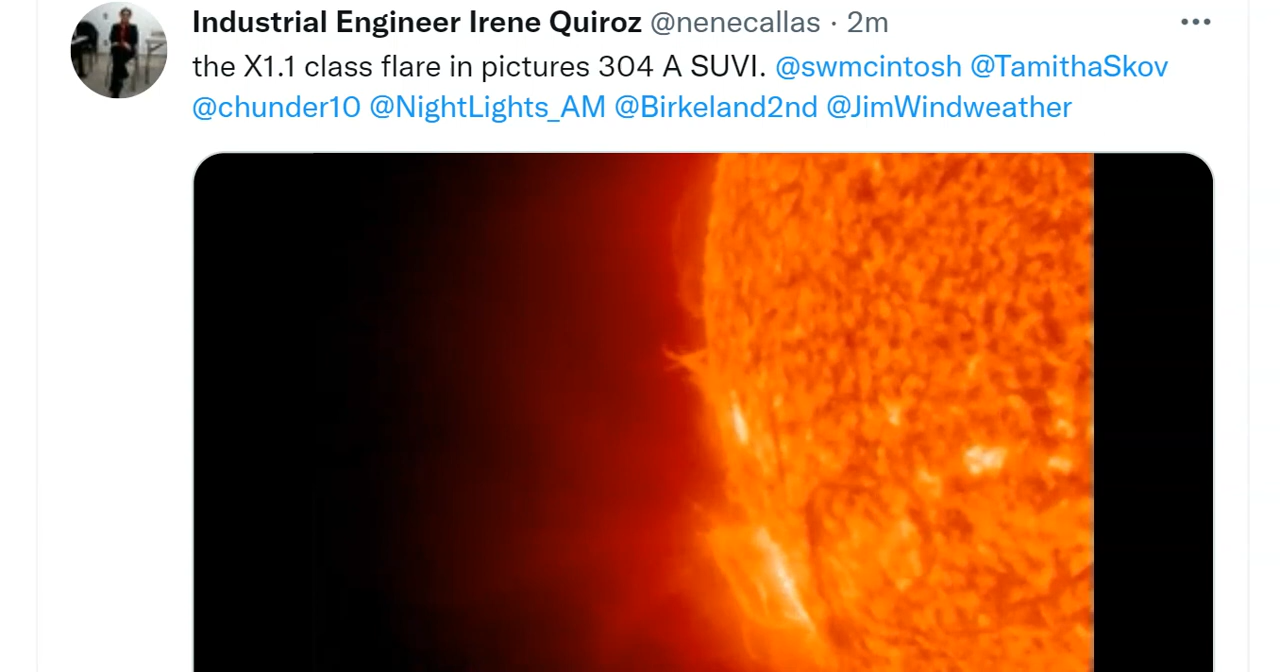 Industrial Engineer Irene Quiroz @nenecallas · 2m
the X1.1 class flare in pictures 304 A SUVI. @swmcintosh @TamithaSkov
@chunder10 @NightLights_AM @Birkeland2nd @JimWindweather